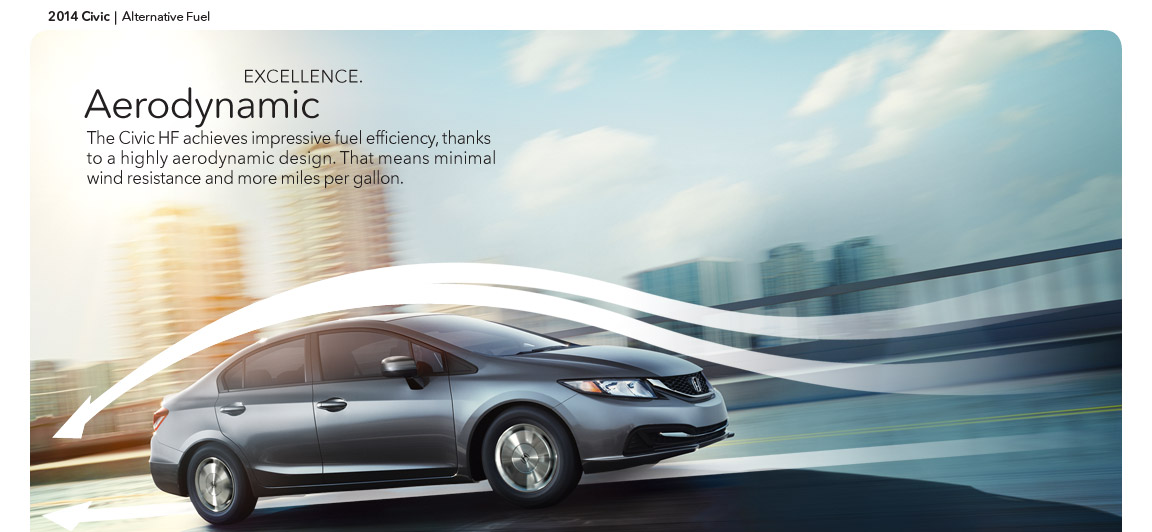 2014 Civic | Alternative Fuel
EXCELLENCE.
Aerodynamic
The Civic HF achieves impressive fuel efficiency, thanks
to a highly aerodynamic design. That means minimal
wind resistance and more miles per gallon.